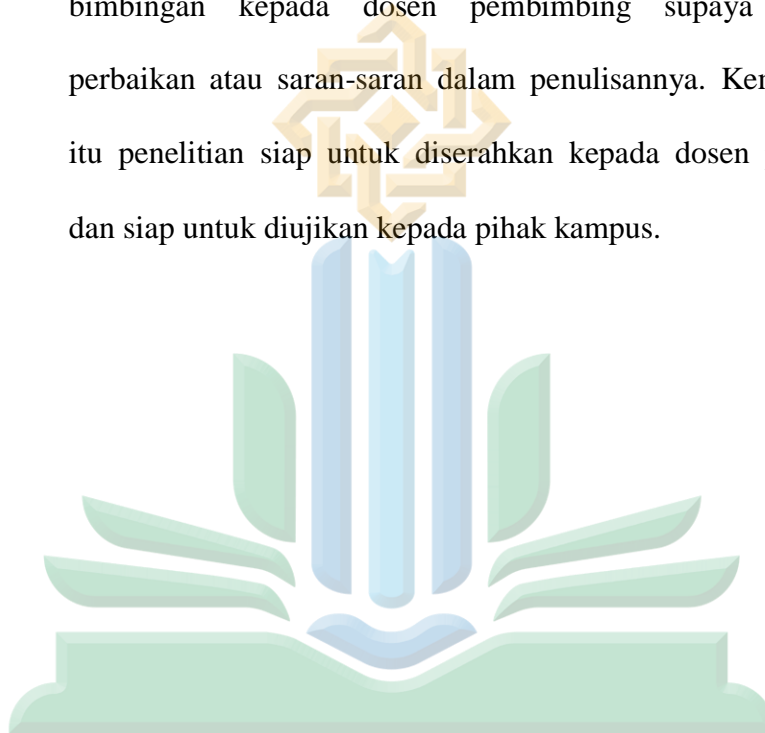 bimbingan kepada dosen pembimbing supaya
perbaikan atau saran-saran dalam penulisannya.
itu penelitian siap untuk diserahkan kepada dosen
dan siap untuk diujikan kepada pihak kampus.